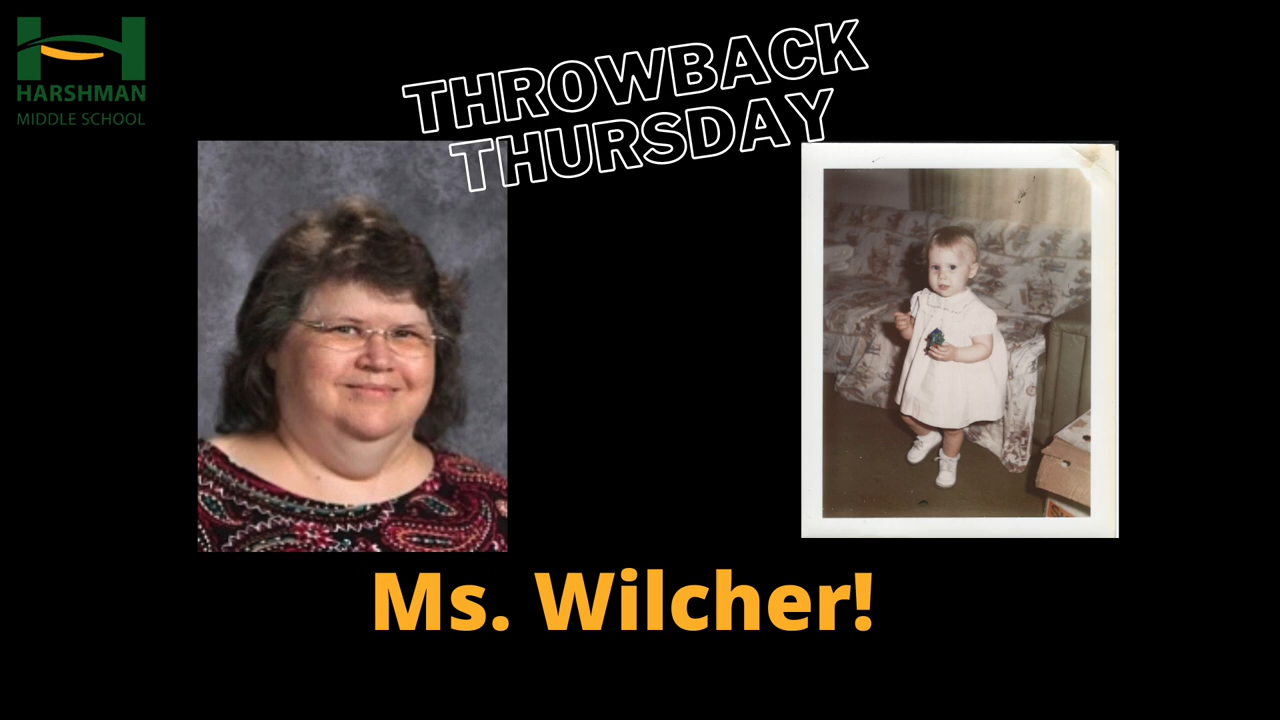 HARSHMAN
MIDDLE SCHOOL
THROWBACK
THURSDAY
Ms. Wilcher!